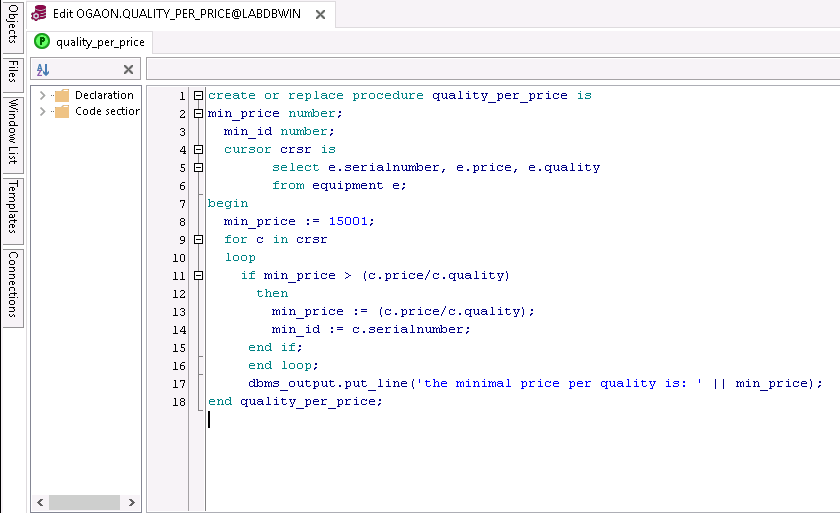 Edit OGAON.QUALITY_PER_PRICE@LABDBWIN
quality_per_price
Objects
Files
Window List
Templates
Connections
Declaration
Code section
1 create or replace procedure quality_per_price is
2 min_price number;
3 min_id number;
4 cursor crsr is
5 select e.serialnumber, e.price, e.quality
6 from equipment e;
7 begin
8 min_price := 15001;
9 for c in crsr
10 loop
11 if min_price > (c.price/c.quality)
12 then
13 min_price := (c.price/c.quality);
14 min_id := c.serialnumber;
15 end if;
16 end loop;
17 dbms_output.put_line('the minimal price per quality is: ' || min_price);
18 end quality_per_price;